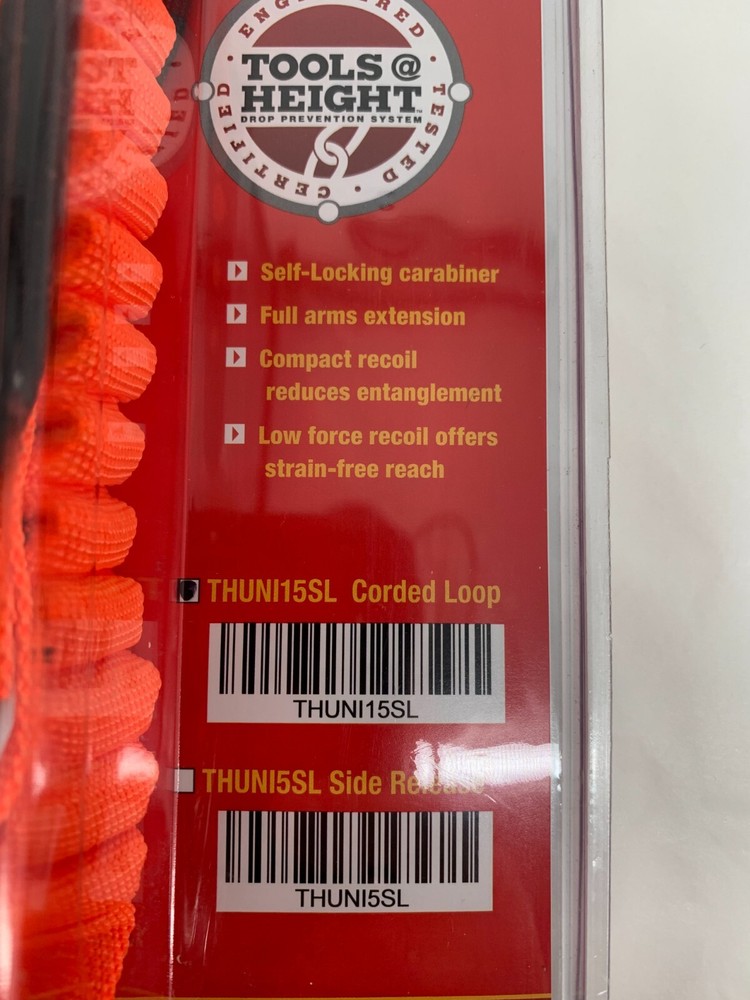 ENGINEERED
TESTED
CERTIFIED
TOOLS @
HEIGHT™
DROP PREVENTION SYSTEM
Self-Locking carabiner
Full arms extension
Compact recoil
reduces entanglement
Low force recoil offers
strain-free reach
THUNI15SL Corded Loop
THUNI15SL
THUNI5SL Side Release
THUNI5SL